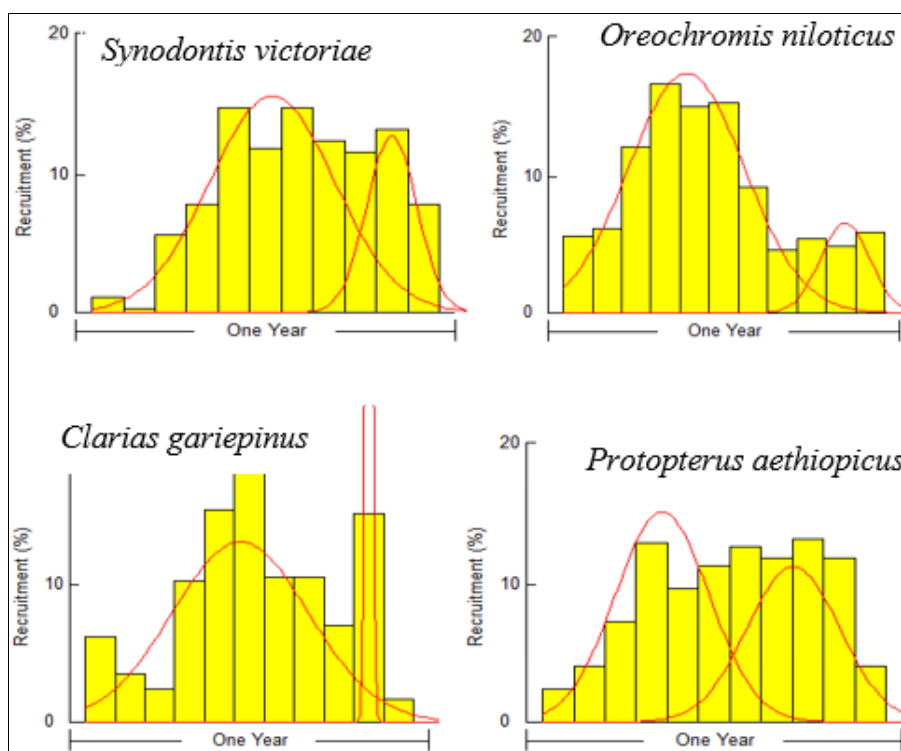 Synodontis victoriae
20
10
0
Recruitment (%)
One Year
Oreochromis niloticus
20
10
0
Recruitment (%)
One Year
Clarias gariepinus
10
0
Recruitment (%)
One Year
Protopterus aethiopicus
20
10
0
Recruitment (%)
One Year